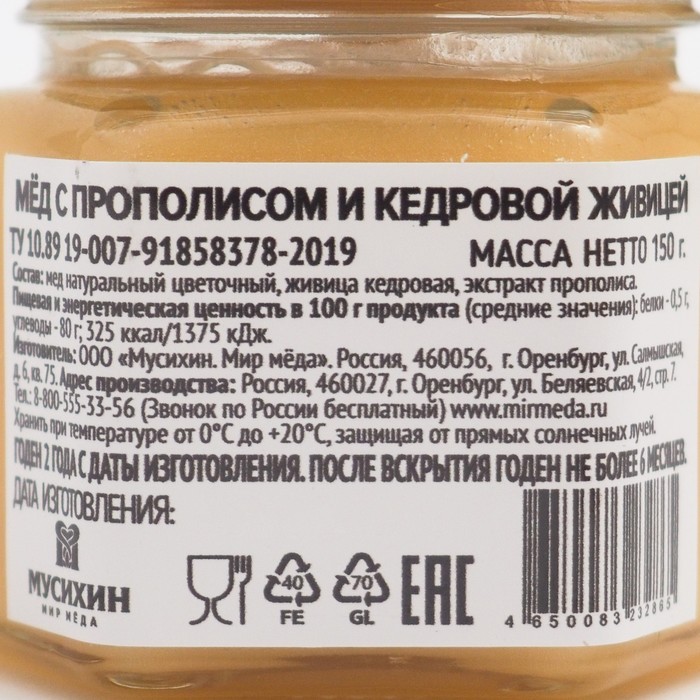 МЁД С ПРОПОЛИСОМ И КЕДРОВОЙ ЖИВИЦЕЙ
ТУ 10.89 19-007-91858378-2019 МАССА НЕТТО 150 г.
Состав: мед натуральный цветочный, живица кедровая, экстракт прополиса.
Пищевая и энергетическая ценность в 100 г продукта (средние значения): белки - 0,5 г,
углеводы - 80 г; 325 ккал/1375 кДж.
Изготовитель: ООО «Мусихин. Мир мёда». Россия, 460056, г. Оренбург, ул. Салмышская,
д. 6, кв. 75. Адрес производства: Россия, 460027, г. Оренбург, ул. Беляевская, 4/2, стр. 7.
Тел.: 8-800-555-33-56 (Звонок по России бесплатный) www.mirmeda.ru
Хранить при температуре от 0°С до +20°С, защищая от прямых солнечных лучей.
ГОДЕН 2 ГОДА С ДАТЫ ИЗГОТОВЛЕНИЯ. ПОСЛЕ ВСКРЫТИЯ ГОДЕН НЕ БОЛЕЕ 6 МЕСЯЦЕВ.
ДАТА ИЗГОТОВЛЕНИЯ:
МУСИХИН
МИР МЁДА
40
FE
70
GL
EAC
4 650083 232865